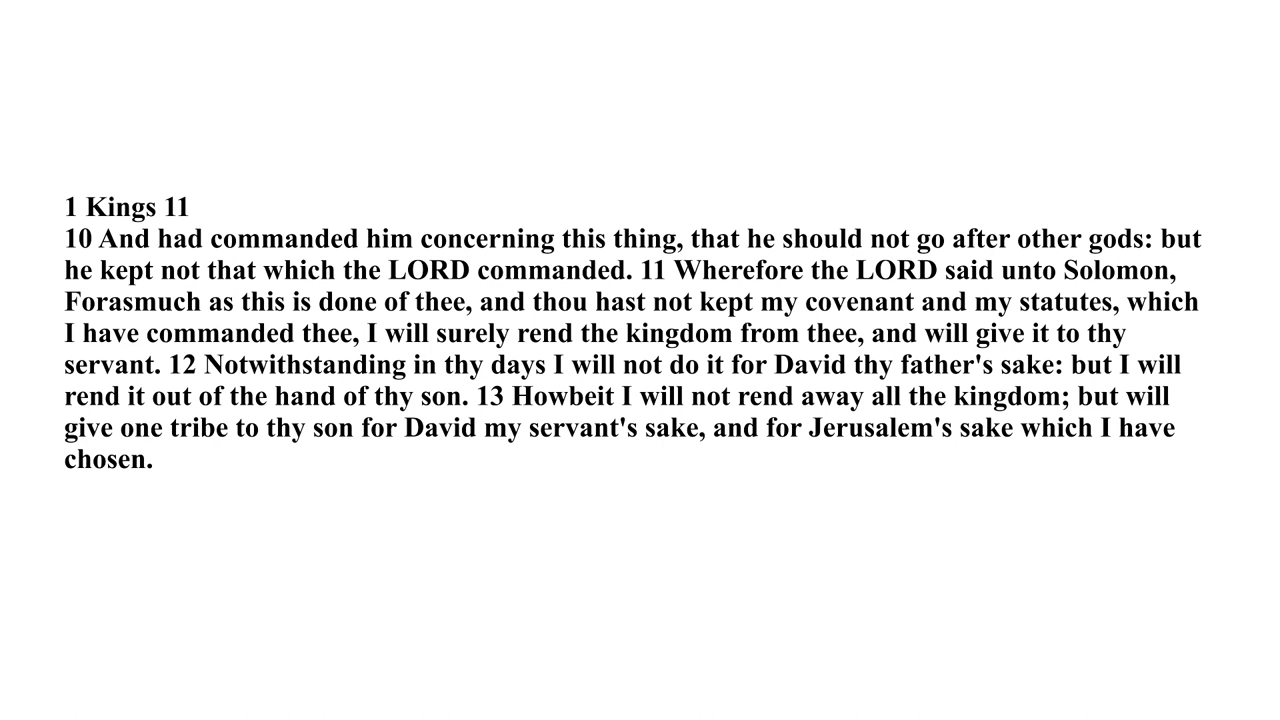 1 Kings 11
10 And had commanded him concerning this thing, that he should not go after other gods: but
he kept not that which the LORD commanded. 11 Wherefore the LORD said unto Solomon,
Forasmuch as this is done of thee, and thou hast not kept my covenant and my statutes, which
I have commanded thee, I will surely rend the kingdom from thee, and will give it to thy
servant. 12 Notwithstanding in thy days I will not do it for David thy father's sake: but I will
rend it out of the hand of thy son. 13 Howbeit I will not rend away all the kingdom; but will
give one tribe to thy son for David my servant's sake, and for Jerusalem's sake which I have
chosen.